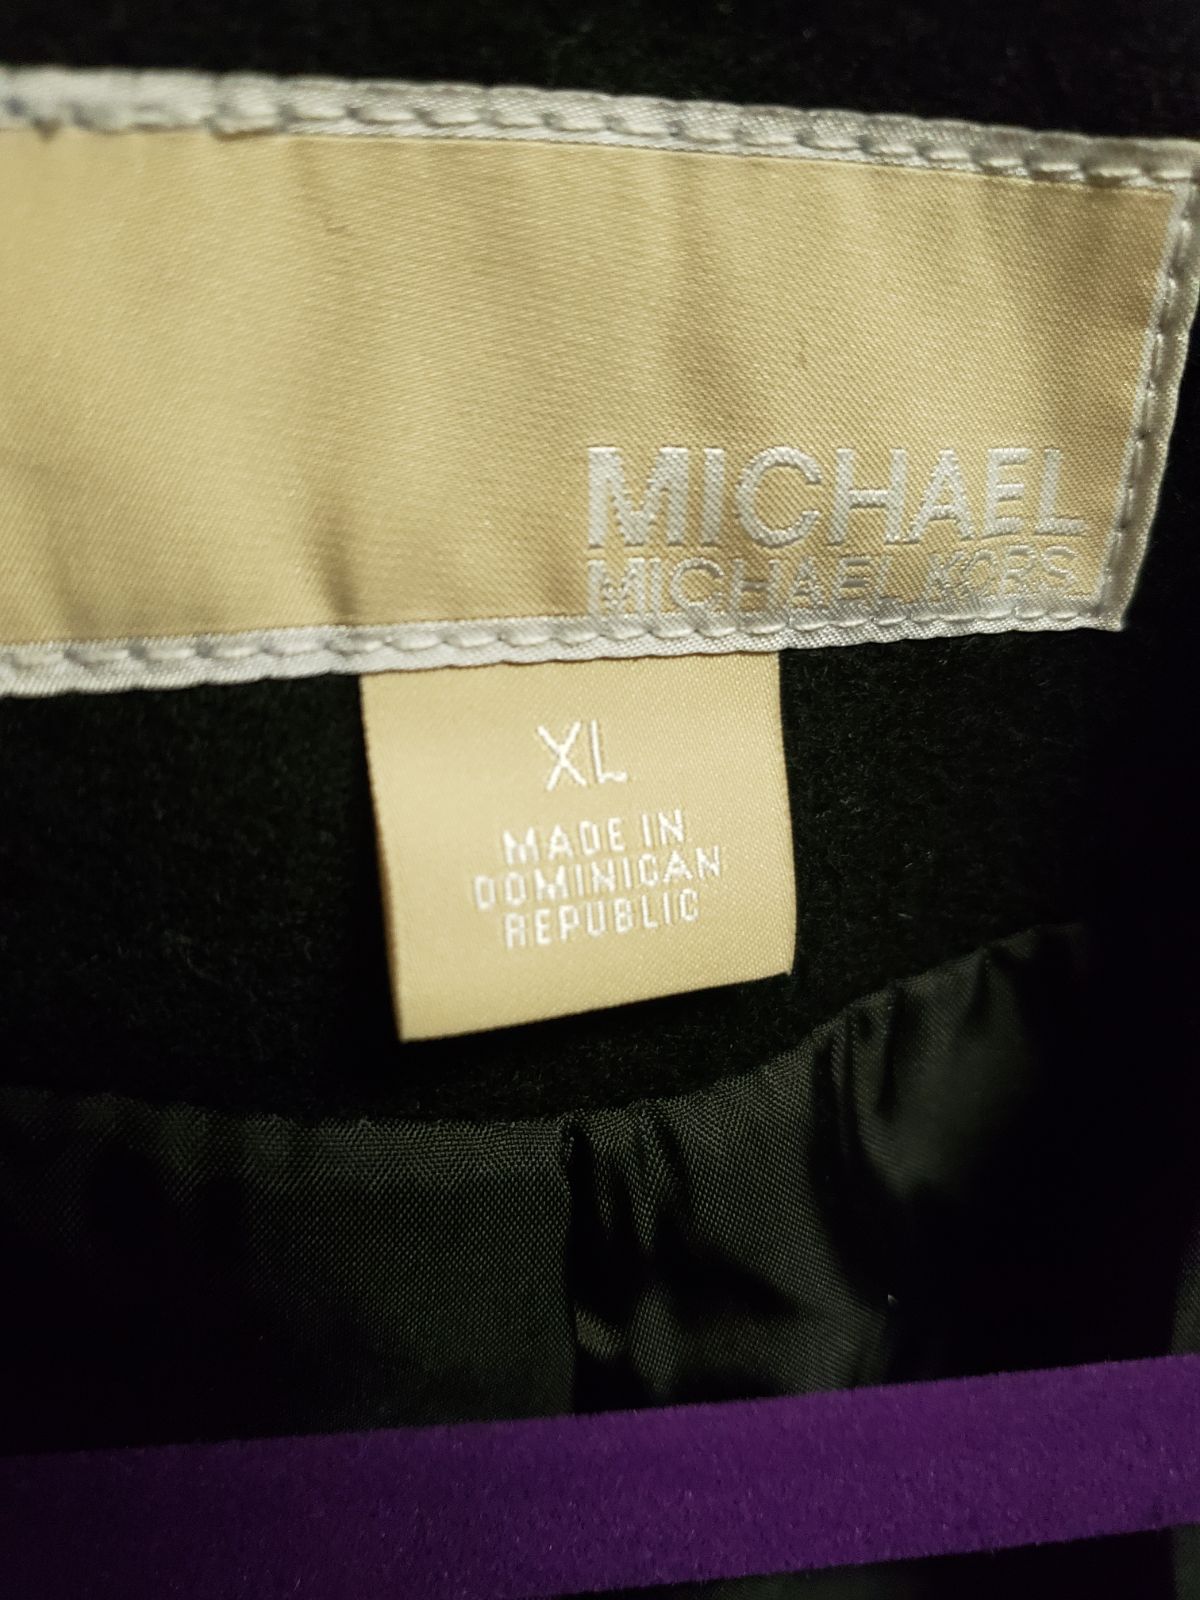 MICHAEL
MICHAEL KORS
XL
MADE IN
DOMINICAN
REPUBLIC